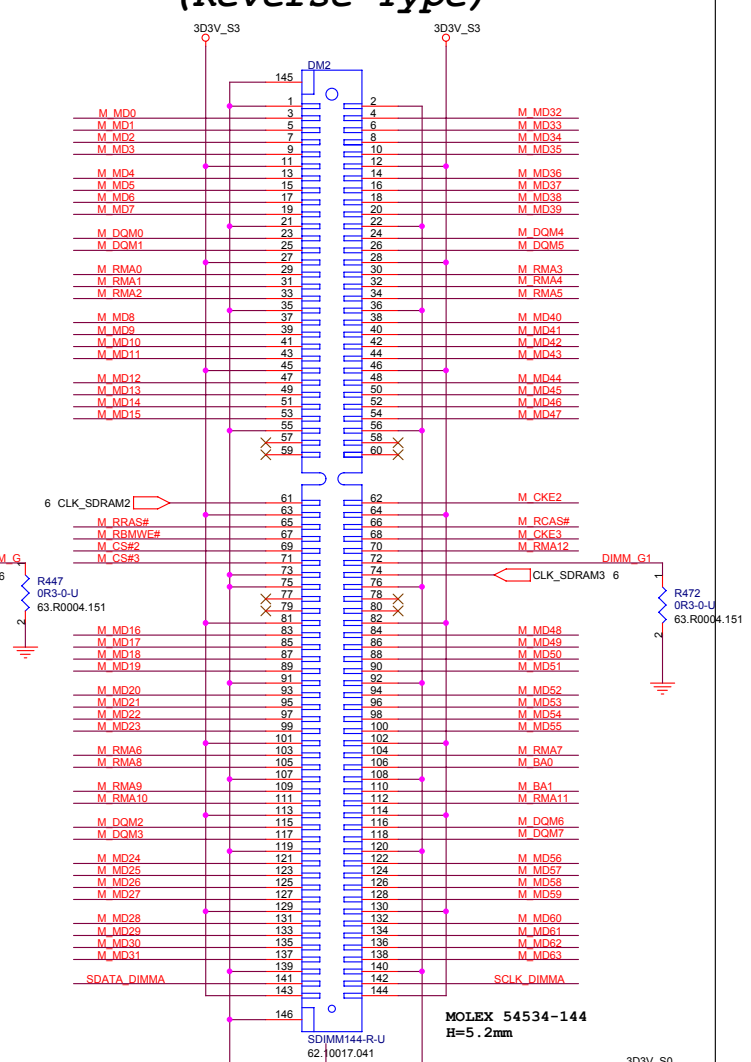 (Reverse Type)
3D3V_S3 3D3V_S3
DM2
145
1 2
M_MD0 3 4 M_MD32
M_MD1 5 6 M_MD33
M_MD2 7 8 M_MD34
M_MD3 9 10 M_MD35
11 12
M_MD4 13 14 M_MD36
M_MD5 15 16 M_MD37
M_MD6 17 18 M_MD38
M_MD7 19 20 M_MD39
21 22
M_DQM0 23 24 M_DQM4
M_DQM1 25 26 M_DQM5
27 28
M_RMA0 29 30 M_RMA3
M_RMA1 31 32 M_RMA4
M_RMA2 33 34 M_RMA5
35 36
M_MD8 37 38 M_MD40
M_MD9 39 40 M_MD41
M_MD10 41 42 M_MD42
M_MD11 43 44 M_MD43
45 46
M_MD12 47 48 M_MD44
M_MD13 49 50 M_MD45
M_MD14 51 52 M_MD46
M_MD15 53 54 M_MD47
55 56
57 58
59 60
6 CLK_SDRAM2 61 62 M_CKE2
63 64
M_RRAS# 65 66 M_RCAS#
M_RBMWE# 67 68 M_CKE3
M_CS#2 69 70 M_RMA12
M_G M_CS#3 71 72 DIMM_G1
6 73 74 CLK_SDRAM3 6
1 R447 75 76 1 R472
0R3-0-U 77 78 0R3-0-U
63.R0004.151 79 80 63.R0004.151
2 81 82 2
M_MD16 83 84 M_MD48
M_MD17 85 86 M_MD49
M_MD18 87 88 M_MD50
M_MD19 89 90 M_MD51
91 92
M_MD20 93 94 M_MD52
M_MD21 95 96 M_MD53
M_MD22 97 98 M_MD54
M_MD23 99 100 M_MD55
101 102
M_RMA6 103 104 M_RMA7
M_RMA8 105 106 M_BA0
107 108
M_RMA9 109 110 M_BA1
M_RMA10 111 112 M_RMA11
113 114
M_DQM2 115 116 M_DQM6
M_DQM3 117 118 M_DQM7
119 120
M_MD24 121 122 M_MD56
M_MD25 123 124 M_MD57
M_MD26 125 126 M_MD58
M_MD27 127 128 M_MD59
129 130
M_MD28 131 132 M_MD60
M_MD29 133 134 M_MD61
M_MD30 135 136 M_MD62
M_MD31 137 138 M_MD63
139 140
SDATA_DIMMA 141 142 SCLK_DIMMA
143 144
146
MOLEX 54534-144
H=5.2mm
SDIMM144-R-U
62.10017.041
3D3V_S0